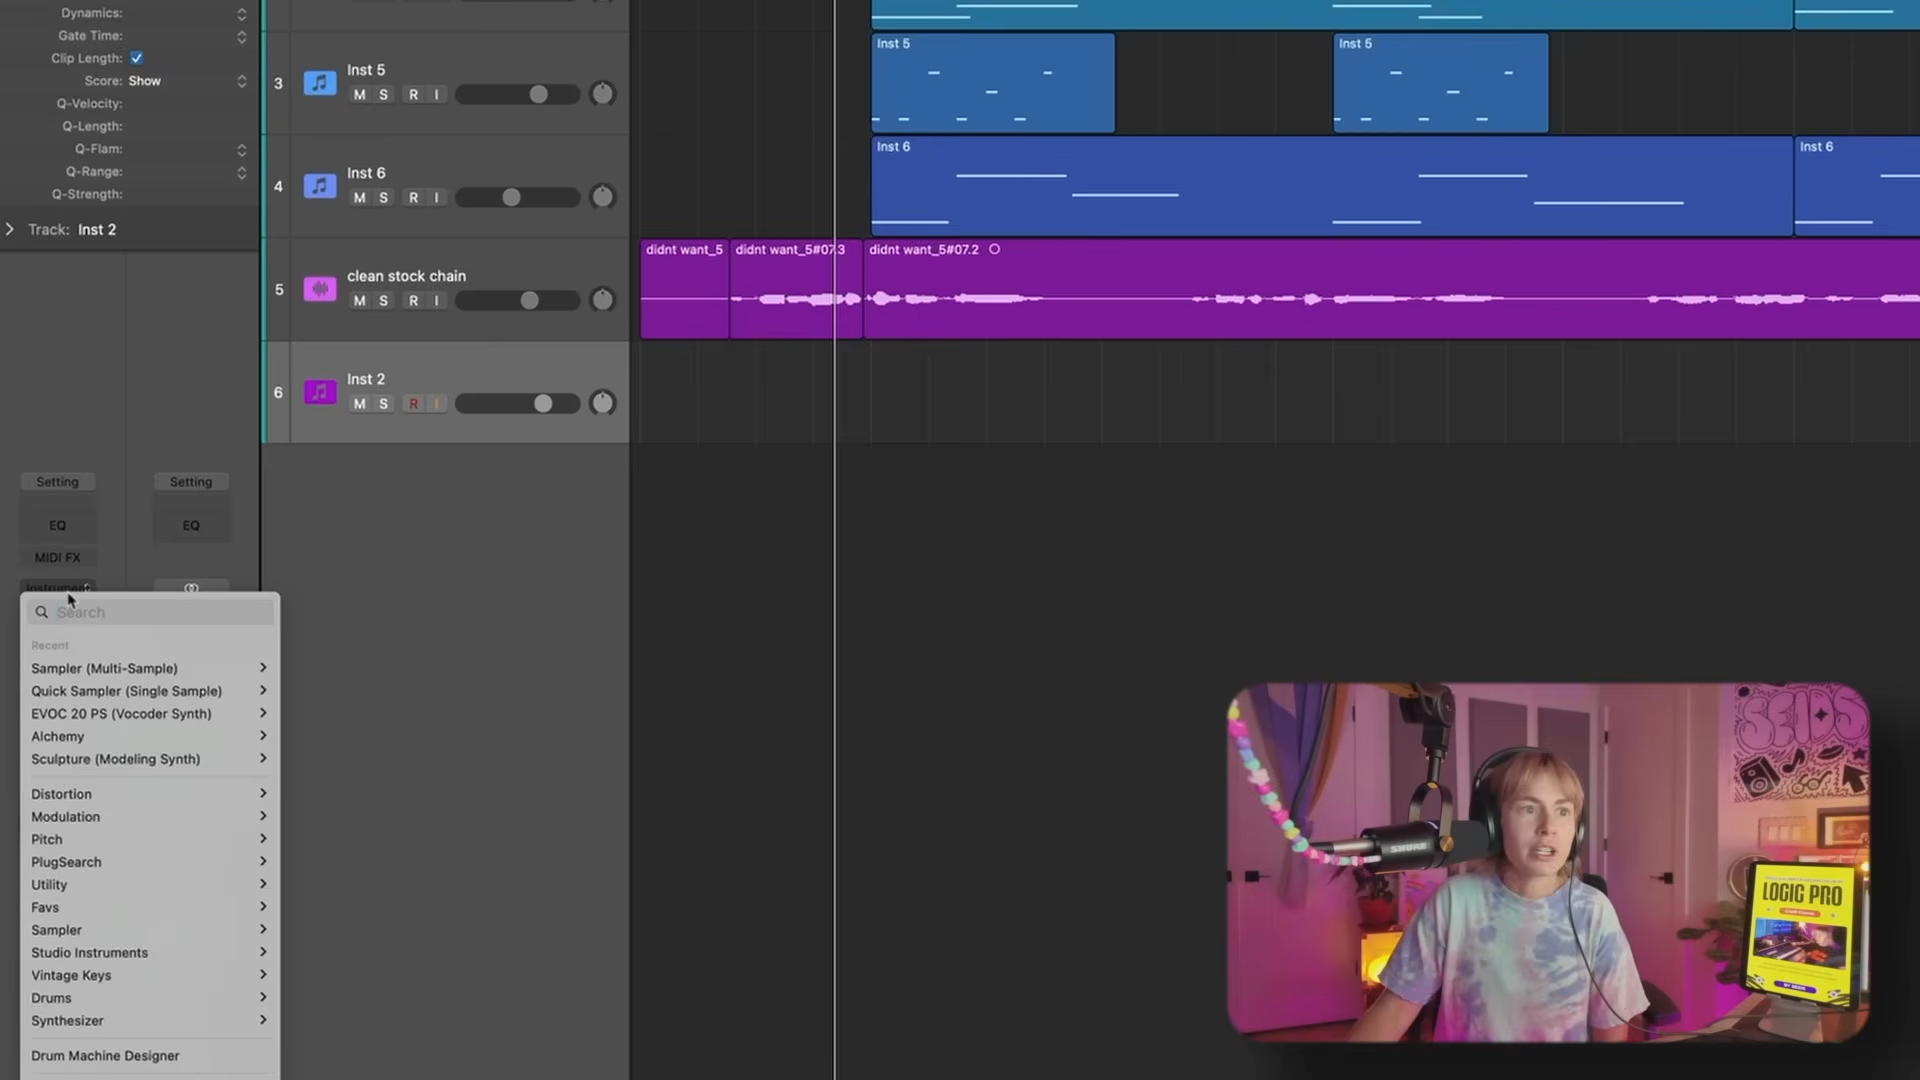 Dynamics:
Gate Time:
Clip Length:
Score: Show
Q-Velocity:
Q-Length:
Q-Flam:
Q-Range:
Q-Strength:
Track: Inst 2
Setting
Setting
EQ
EQ
MIDI FX
Instrument
Search
Recent
Sampler (Multi-Sample)
Quick Sampler (Single Sample)
EVOC 20 PS (Vocoder Synth)
Alchemy
Sculpture (Modeling Synth)
Distortion
Modulation
Pitch
PlugSearch
Utility
Favs
Sampler
Studio Instruments
Vintage Keys
Drums
Synthesizer
Drum Machine Designer
3
Inst 5
M S R I
4
Inst 6
M S R I
5
clean stock chain
M S R I
6
Inst 2
M S R I
Inst 5
Inst 5
Inst 6
Inst 6
didnt want_5
didnt want_5#07.3
didnt want_5#07.2
SEIDS
SHURE
LOGIC PRO